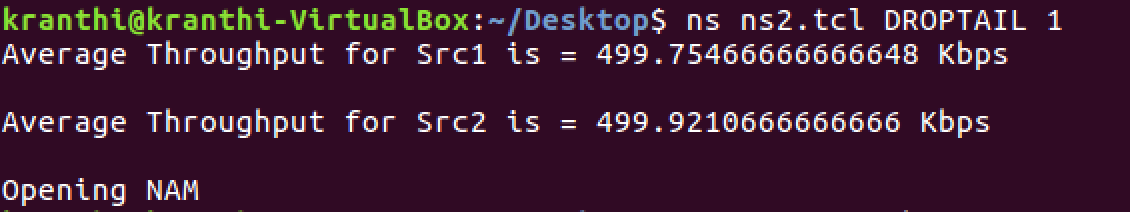 kranthi@kranthi-VirtualBox:~/Desktop$ ns ns2.tcl DROPTAIL 1
Average Throughput for Src1 is = 499.75466666666648 Kbps
Average Throughput for Src2 is = 499.9210666666666 Kbps
Opening NAM